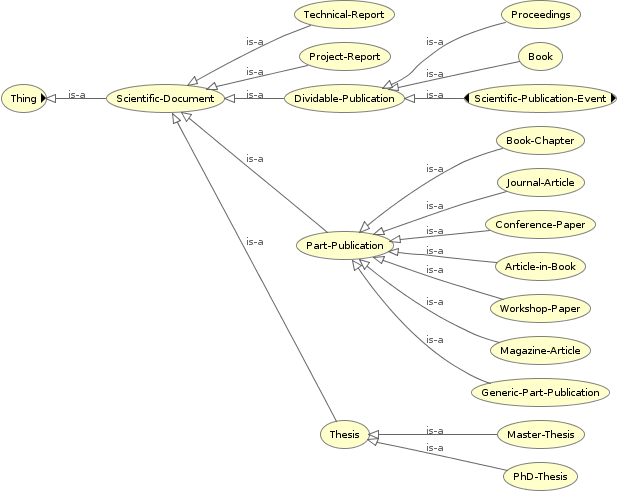 Technical-Report
Proceedings
is-a
is-a
Project-Report
Book
is-a
is-a
Thing
is-a
Scientific-Document
is-a
Dividable-Publication
is-a
Scientific-Publication-Event
Book-Chapter
is-a
is-a
Journal-Article
is-a
Conference-Paper
is-a
is-a
Part-Publication
is-a
Article-in-Book
is-a
Workshop-Paper
is-a
Magazine-Article
is-a
Generic-Part-Publication
Thesis
is-a
Master-Thesis
is-a
PhD-Thesis